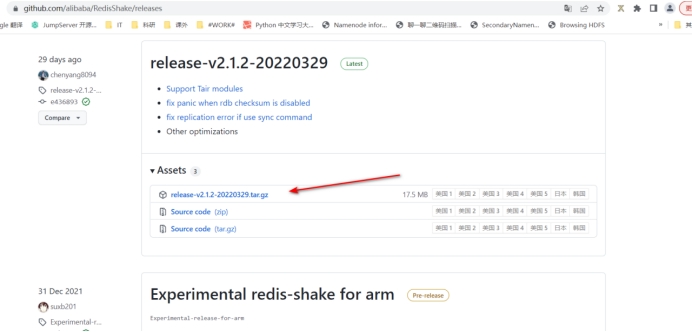 github.com/alibaba/RedisShake/releases
gle 翻译 JumpServer 开源... IT 科研 课外 #WORK# Python 中文学习大... Namenode infor... 聊一聊二维码扫描... SecondaryNamen... Browsing HDFS »
29 days ago
chenyang8094
release-v2.1.2-...
e436893
Compare
release-v2.1.2-20220329 Latest
Support Tair modules
fix panic when rdb checksum is disabled
fix replication error if use sync command
Other optimizations
Assets 3
release-v2.1.2-20220329.tar.gz 17.5 MB 美国 1 美国 2 美国 3 美国 4 美国 5 日本 韩国
Source code (zip) 美国 1 美国 2 美国 3 美国 4 美国 5 日本 韩国
Source code (tar.gz) 美国 1 美国 2 美国 3 美国 4 美国 5 日本 韩国
31 Dec 2021
suxb201
Experimental-r...
Experimental redis-shake for arm Pre-release
Experimental-release-for-arm